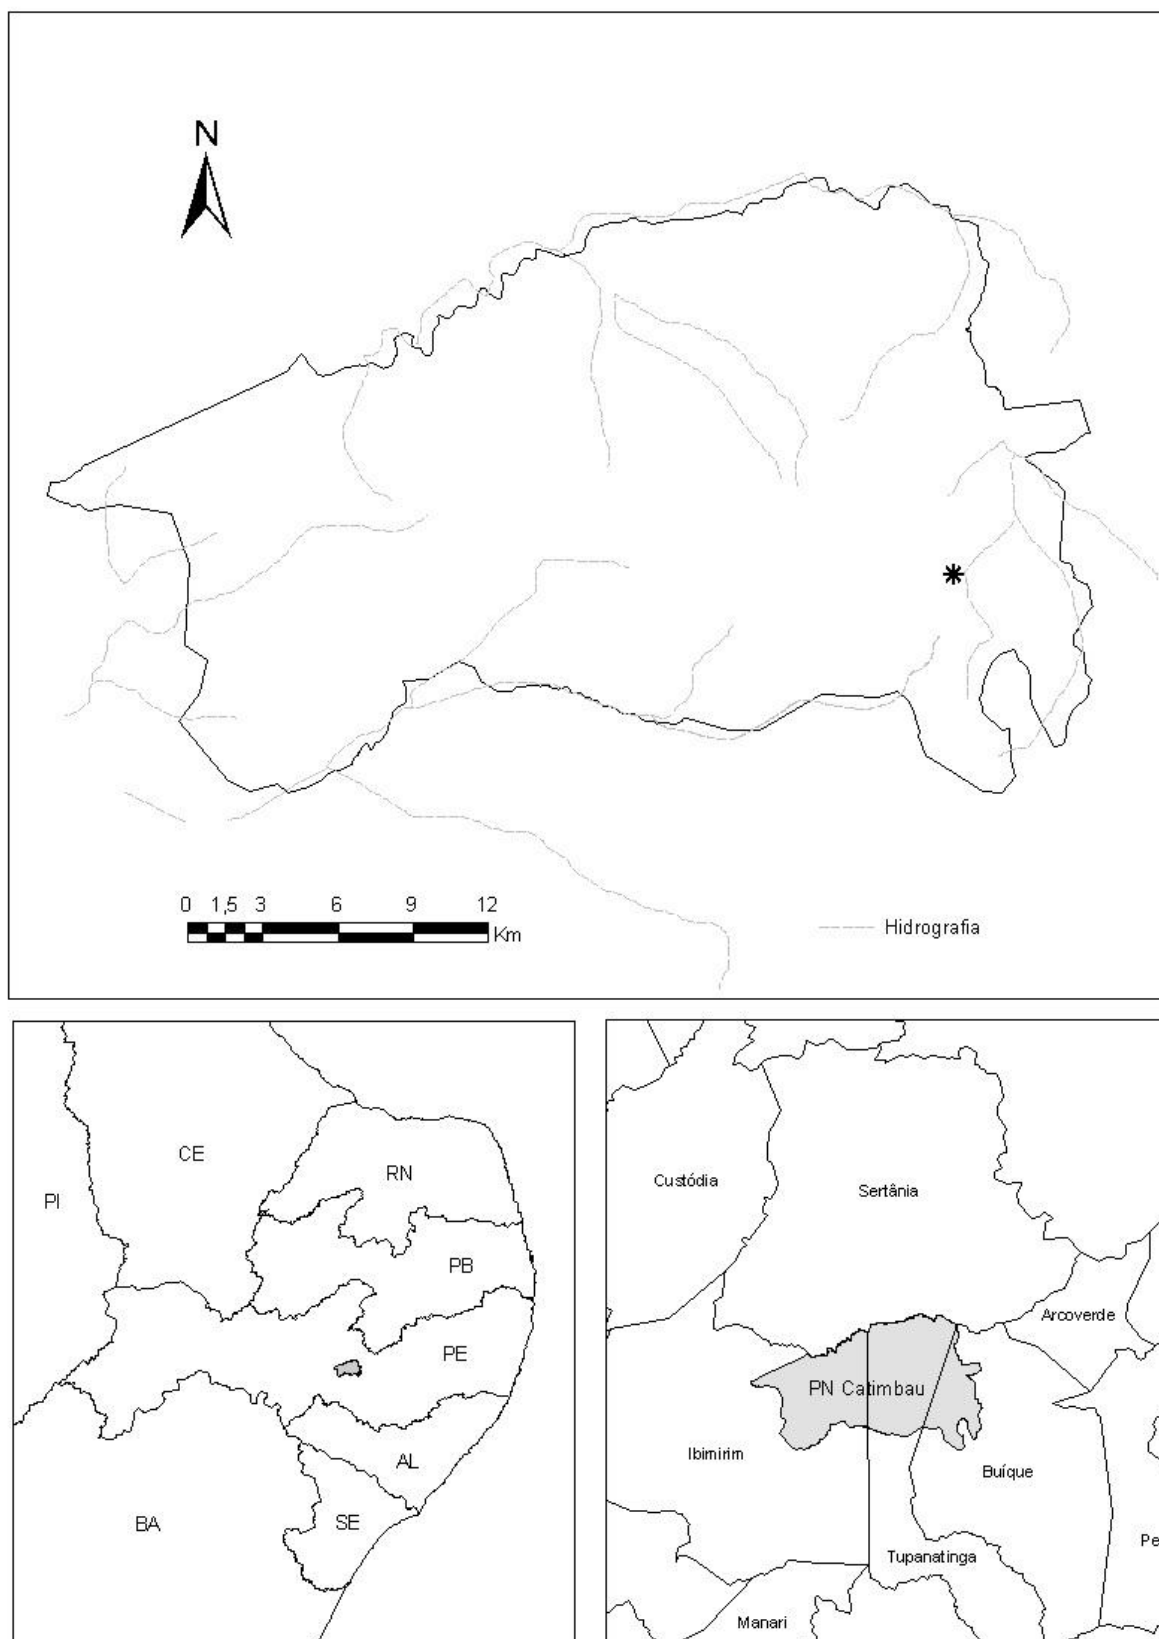 N
0 1,5 3 6 9 12
Km
Hidrografia
CE
RN
PI
PB
PE
AL
BA
SE
Custódia
Sertânia
Arcoverde
PN Catimbau
Ibimirim
Buíque
Pe
Tupanatinga
Manari